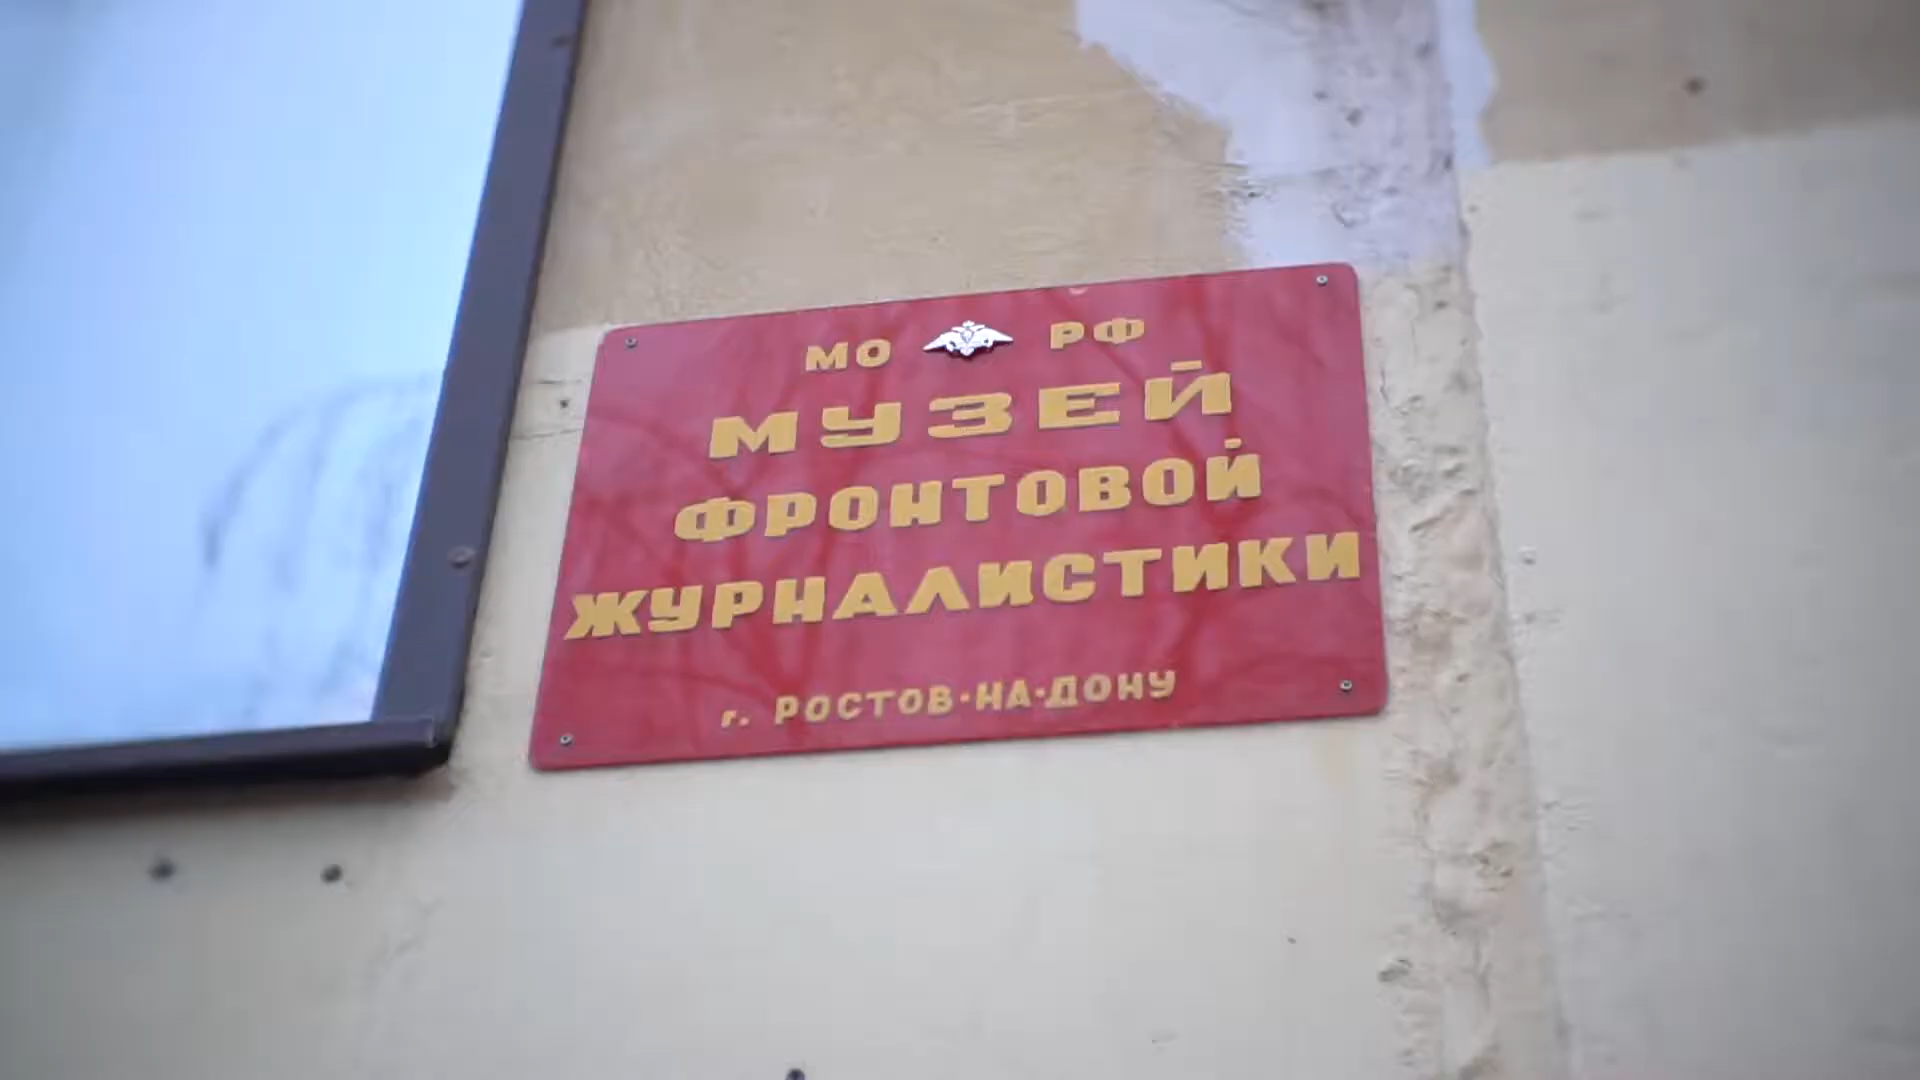 МО РФ
МУЗЕЙ
ФРОНТОВОЙ
ЖУРНАЛИСТИКИ
г. РОСТОВ-НА-ДОНУ